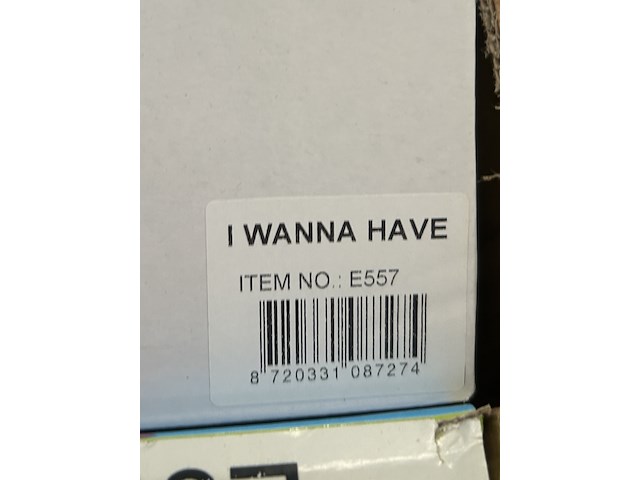 I WANNA HAVE
ITEM NO.: E557
8 720331 087274